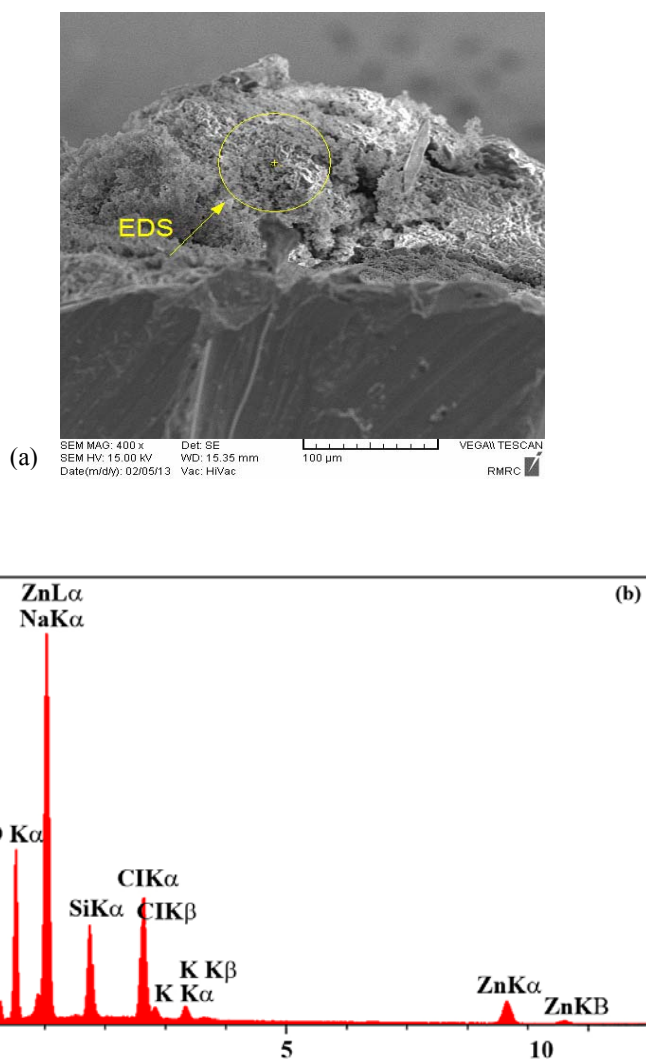 EDS
(a)
SEM MAG: 400 x Det: SE VEGA\\ TESCAN
SEM HV: 15.00 kV WD: 15.35 mm 100 µm
Date(m/d/y): 02/05/13 Vac: HiVac RMRC
(b)
ZnLα
NaKα
Kα
ClKα
SiKα ClKβ
K Kβ
K Kα
ZnKα
ZnKB
5 10